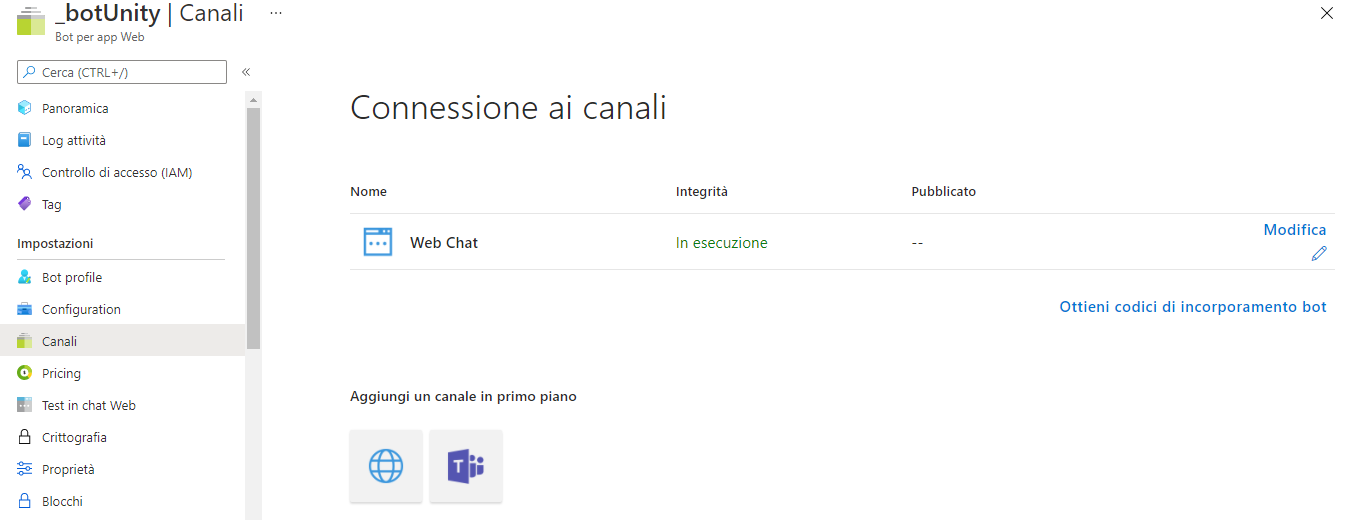 _botUnity | Canali ...
Bot per app Web
Cerca (CTRL+/)
«
Panoramica
Log attività
Controllo di accesso (IAM)
Tag
Impostazioni
Bot profile
Configuration
Canali
Pricing
Test in chat Web
Crittografia
Proprietà
Blocchi
Connessione ai canali
Nome Integrità Pubblicato
Web Chat In esecuzione -- Modifica
Ottieni codici di incorporamento bot
Aggiungi un canale in primo piano
T